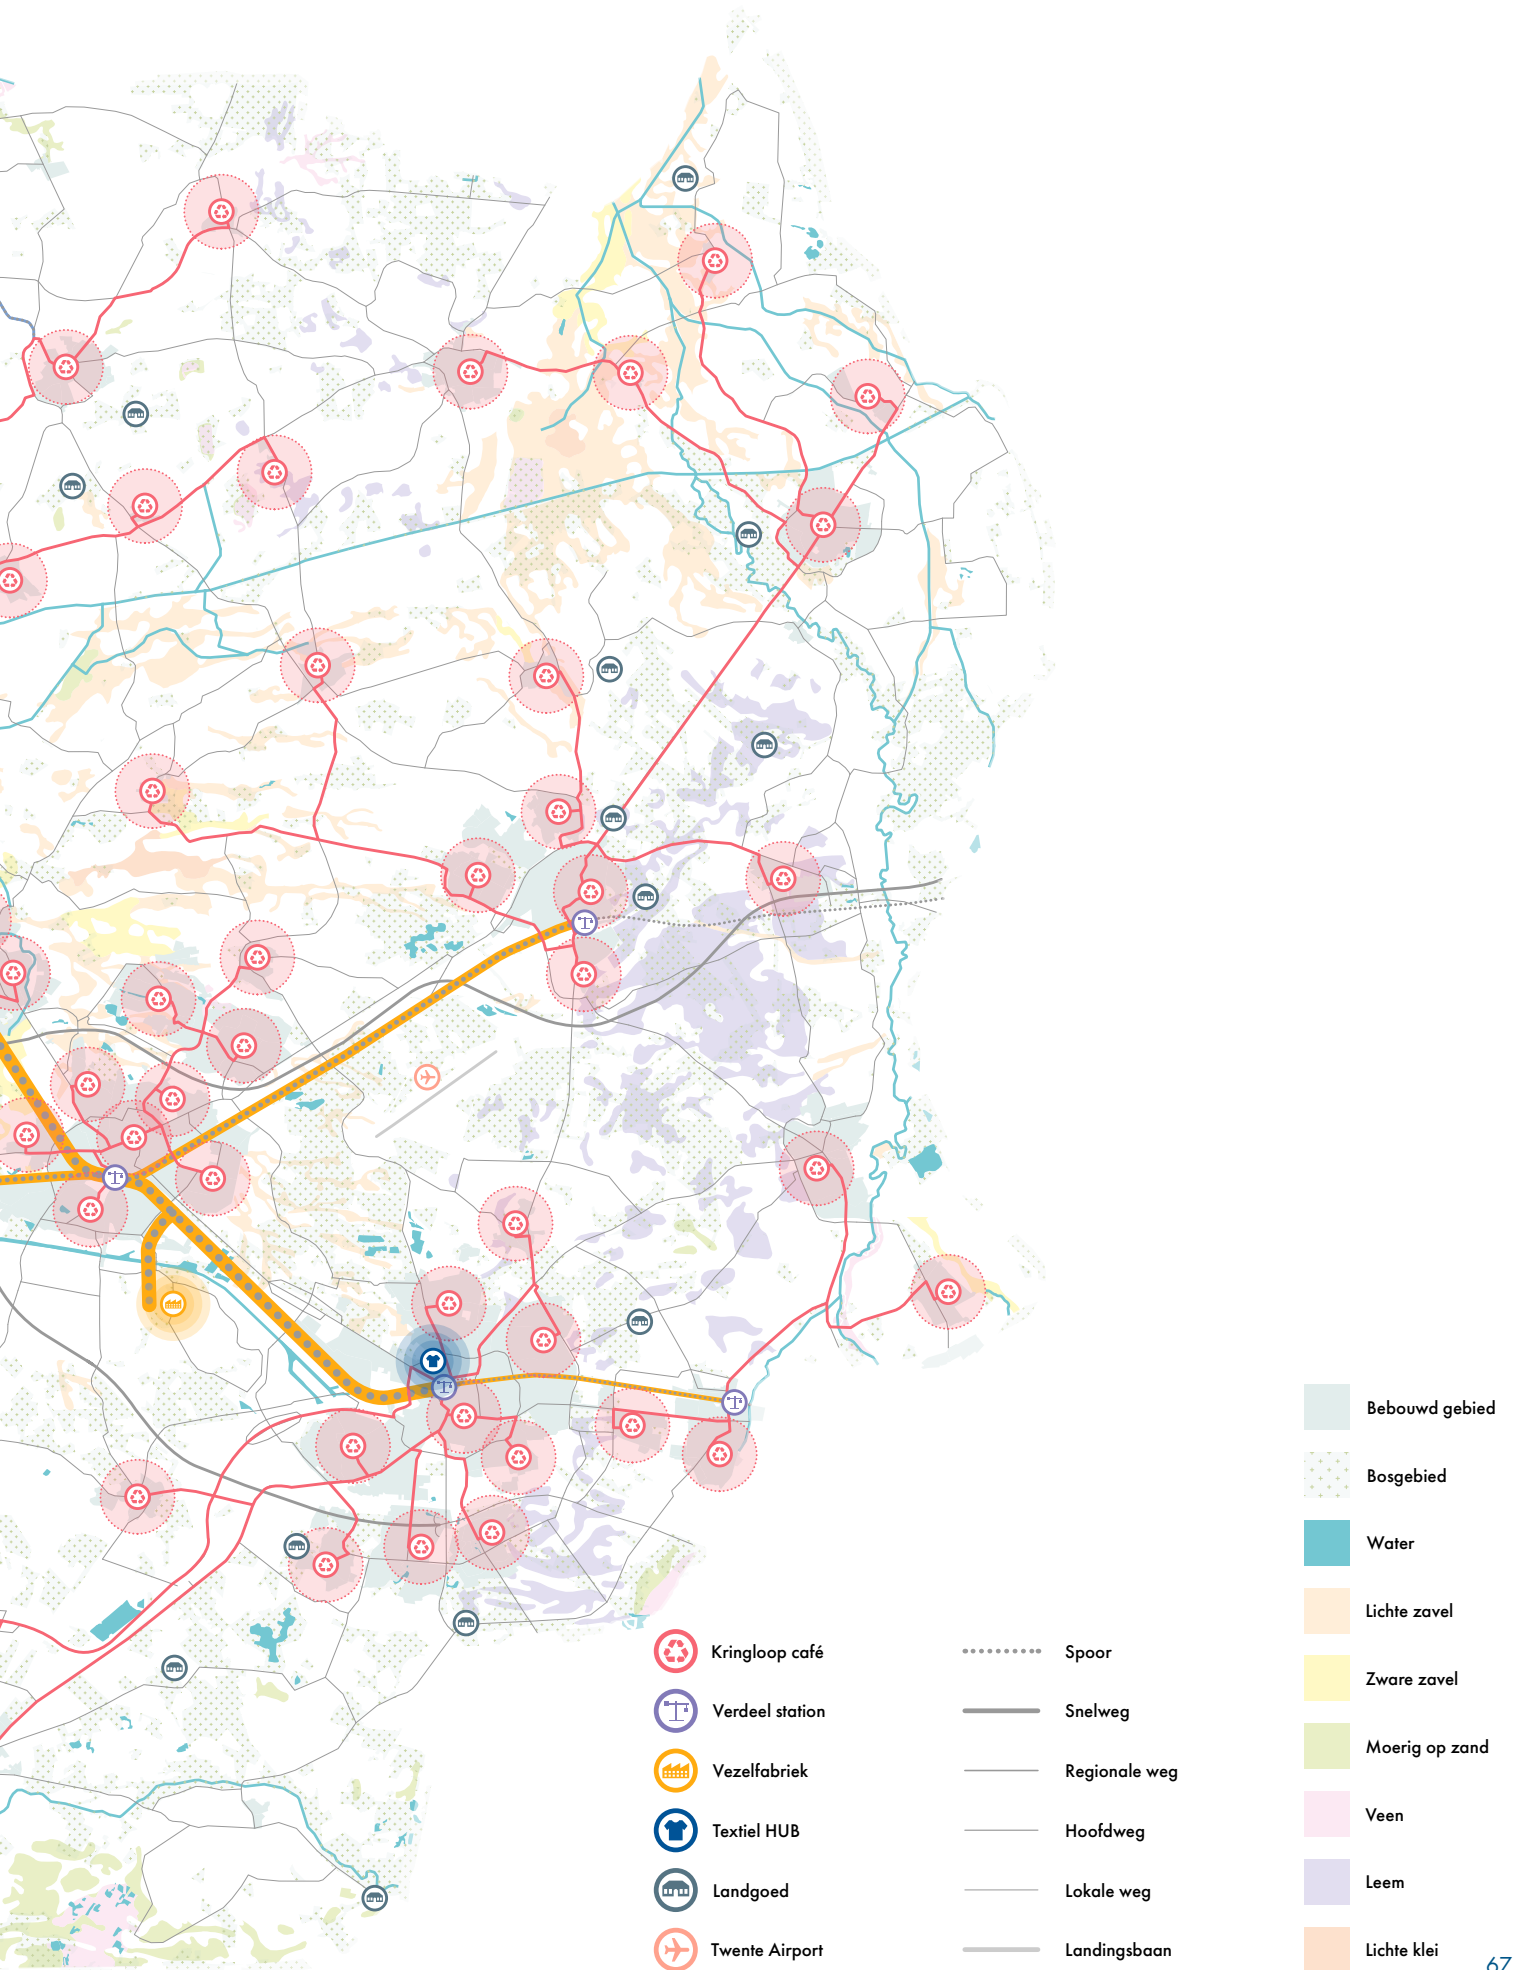 Kringloop café
Verdeel station
Vezelfabriek
Textiel HUB
Landgoed
Twente Airport
Spoor
Snelweg
Regionale weg
Hoofdweg
Lokale weg
Landingsbaan
Bebouwd gebied
Bosgebied
Water
Lichte zavel
Zware zavel
Moerig op zand
Veen
Leem
Lichte klei
67